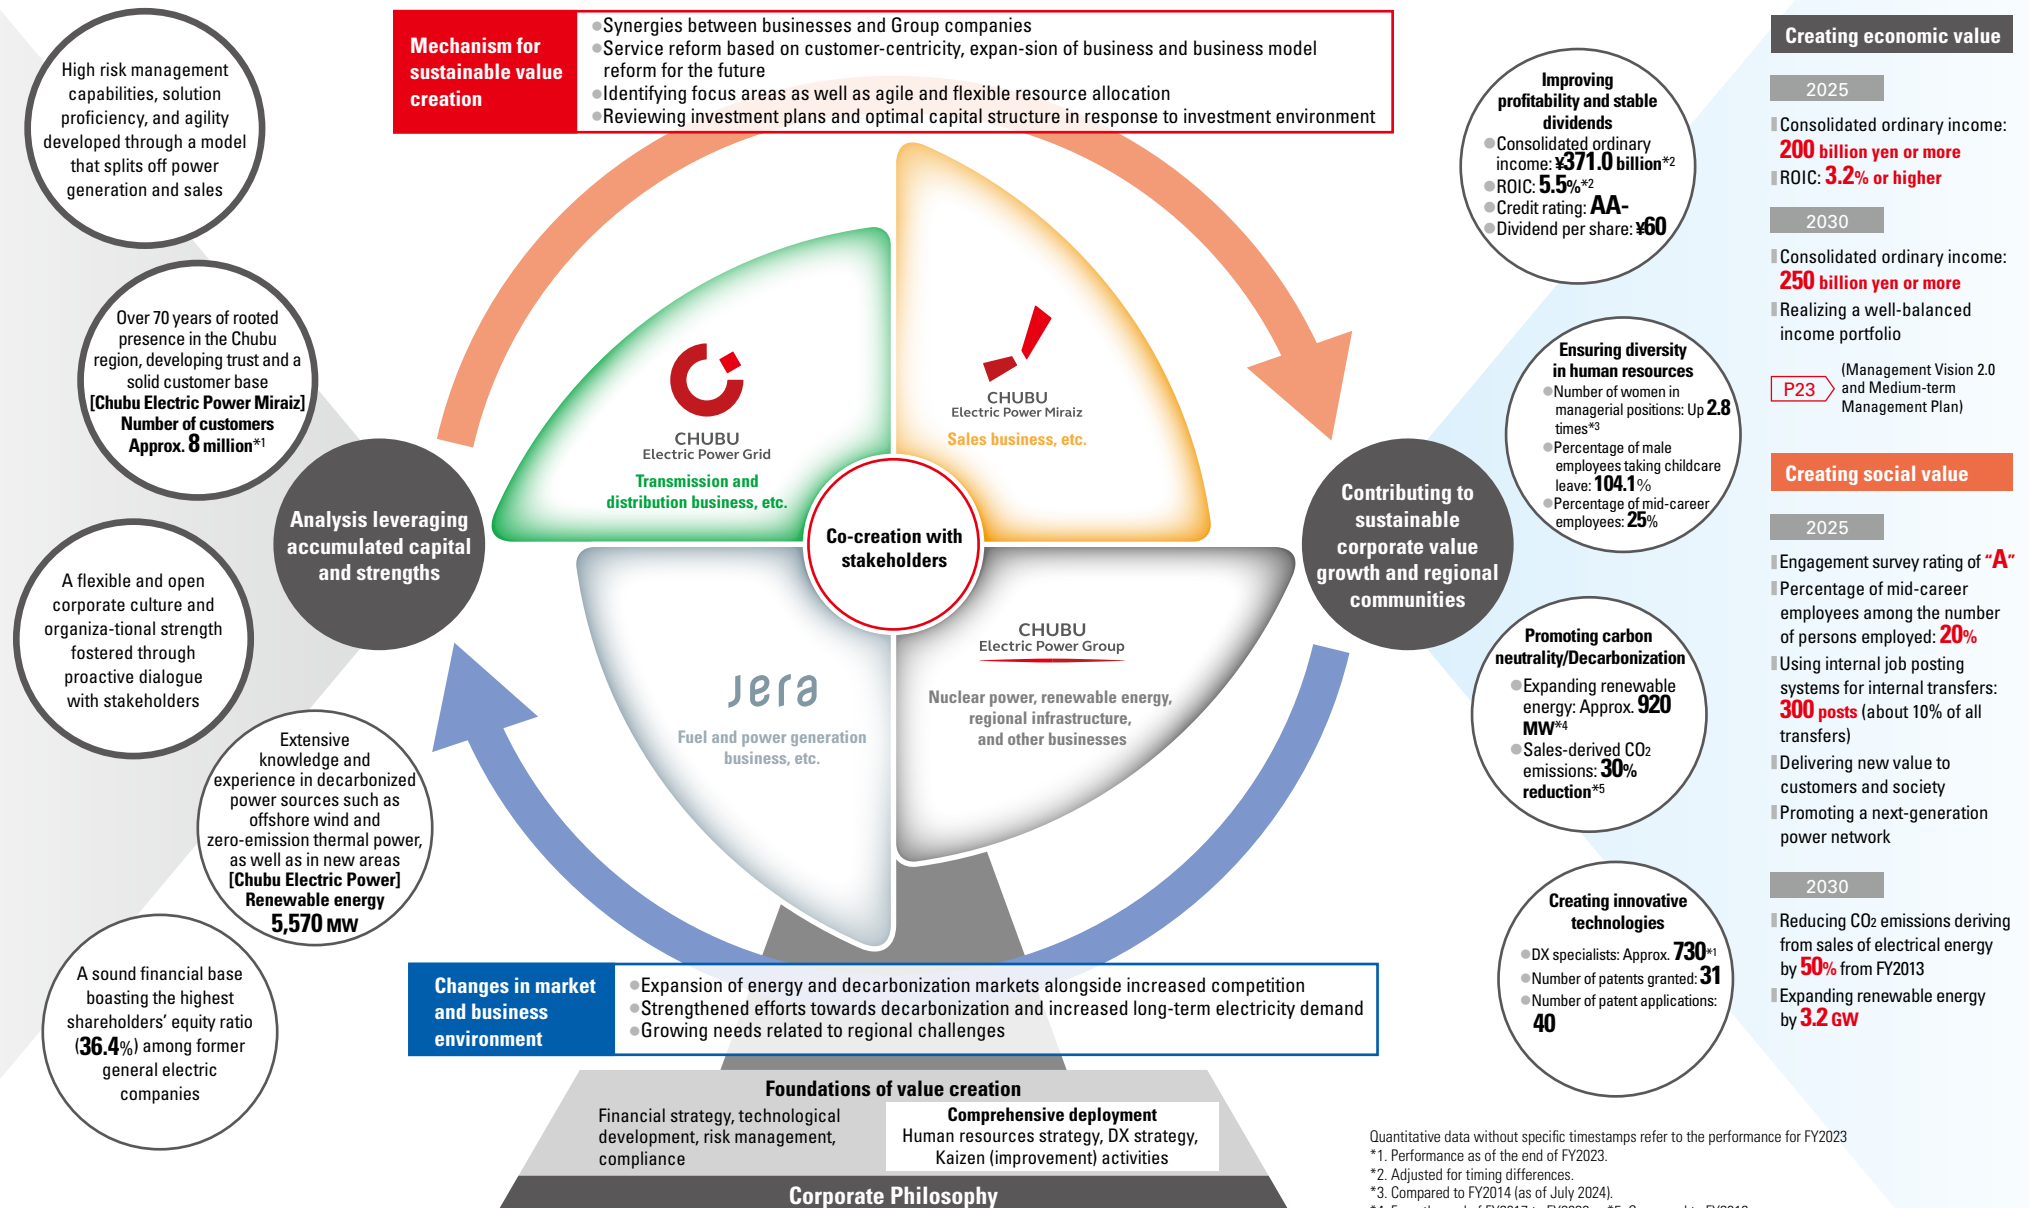 High risk management
capabilities, solution
proficiency, and agility
developed through a model
that splits off power
generation and sales
Over 70 years of rooted
presence in the Chubu
region, developing trust and a
solid customer base
[Chubu Electric Power Miraiz]
Number of customers
Approx. 8 million*1
A flexible and open
corporate culture and
organiza-tional strength
fostered through
proactive dialogue
with stakeholders
Extensive
knowledge and
experience in decarbonized
power sources such as
offshore wind and
zero-emission thermal power,
as well as in new areas
[Chubu Electric Power]
Renewable energy
5,570 MW
A sound financial base
boasting the highest
shareholders' equity ratio
(36.4%) among former
general electric
companies
Analysis leveraging
accumulated capital
and strengths
Mechanism for
sustainable value
creation
●Synergies between businesses and Group companies
●Service reform based on customer-centricity, expan-sion of business and business model
reform for the future
●Identifying focus areas as well as agile and flexible resource allocation
●Reviewing investment plans and optimal capital structure in response to investment environment
CHUBU
Electric Power Grid
Transmission and
distribution business, etc.
CHUBU
Electric Power Miraiz
Sales business, etc.
Co-creation with
stakeholders
Jera
Fuel and power generation
business, etc.
CHUBU
Electric Power Group
Nuclear power, renewable energy,
regional infrastructure,
and other businesses
Changes in market
and business
environment
●Expansion of energy and decarbonization markets alongside increased competition
●Strengthened efforts towards decarbonization and increased long-term electricity demand
●Growing needs related to regional challenges
Foundations of value creation
Financial strategy, technological
development, risk management,
compliance
Comprehensive deployment
Human resources strategy, DX strategy,
Kaizen (improvement) activities
Corporate Philosophy
Contributing to
sustainable
corporate value
growth and regional
communities
Improving
profitability and stable
dividends
●Consolidated ordinary
income: ¥371.0 billion*2
●ROIC: 5.5%*2
●Credit rating: AA-
●Dividend per share: ¥60
Ensuring diversity
in human resources
●Number of women in
managerial positions: Up 2.8
times*3
●Percentage of male
employees taking childcare
leave: 104.1%
●Percentage of mid-career
employees: 25%
Promoting carbon
neutrality/Decarbonization
●Expanding renewable
energy: Approx. 920
MW*4
●Sales-derived CO2
emissions: 30%
reduction*5
Creating innovative
technologies
●DX specialists: Approx. 730*1
●Number of patents granted: 31
●Number of patent applications:
40
Creating economic value
2025
Consolidated ordinary income:
200 billion yen or more
ROIC: 3.2% or higher
2030
Consolidated ordinary income:
250 billion yen or more
Realizing a well-balanced
income portfolio
P23
(Management Vision 2.0
and Medium-term
Management Plan)
Creating social value
2025
Engagement survey rating of "A"
Percentage of mid-career
employees among the number
of persons employed: 20%
Using internal job posting
systems for internal transfers:
300 posts (about 10% of all
transfers)
Delivering new value to
customers and society
Promoting a next-generation
power network
2030
Reducing CO2 emissions deriving
from sales of electrical energy
by 50% from FY2013
Expanding renewable energy
by 3.2 GW
Quantitative data without specific timestamps refer to the performance for FY2023
*1. Performance as of the end of FY2023.
*2. Adjusted for timing differences.
*3. Compared to FY2014 (as of July 2024).